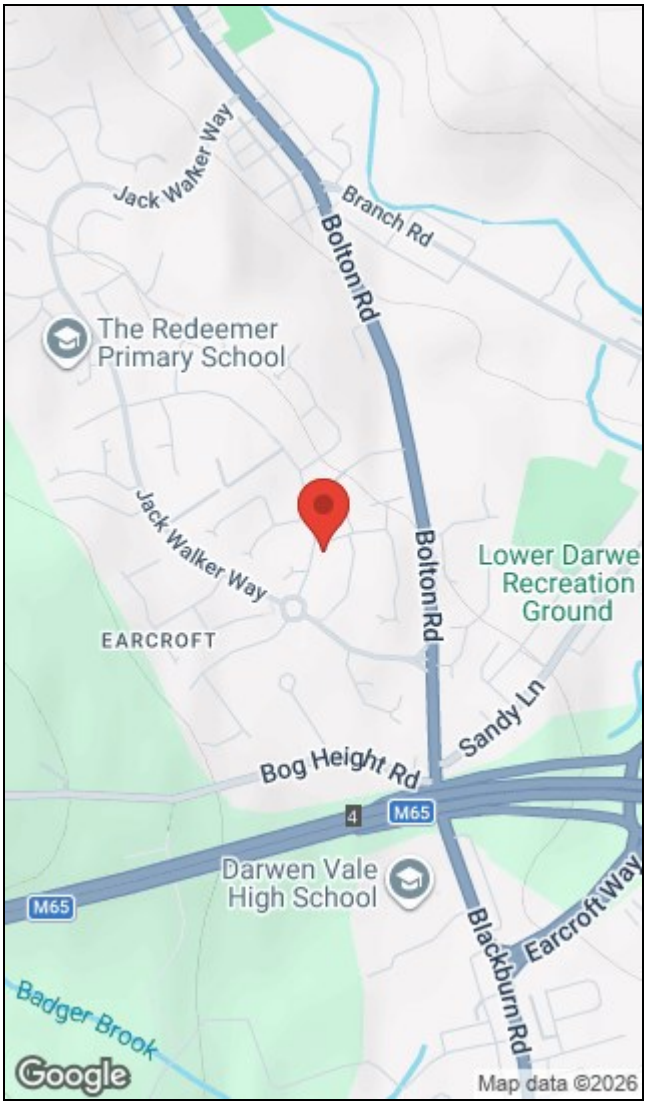 Jack Walker Way
Branch Rd
Bolton Rd
The Redeemer
Primary School
Jack Walker Way
Bolton Rd
Lower Darwe
Recreation
Ground
EARCROFT
Sandy Ln
Bog Height Rd
4
M65
Darwen Vale
High School
M65
Earcroft Way
Blackburn Rd
Badger Brook
Google
Map data ©2026